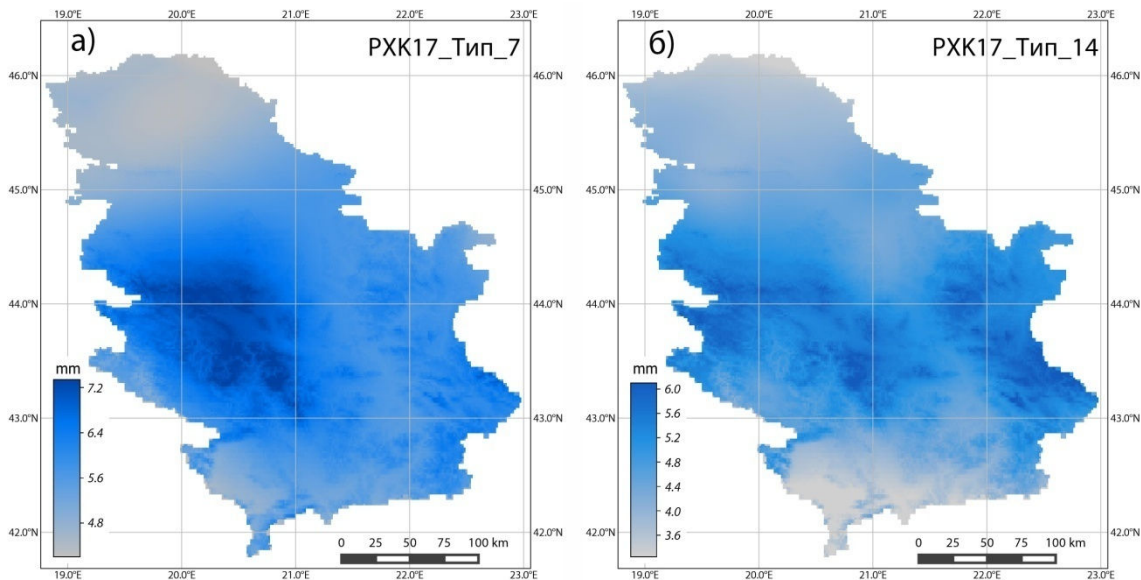 19.0°E 20.0°E 21.0°E 22.0°E 23.0°E
а) PXK17_Тип_7
46.0°N 46.0°N
45.0°N 45.0°N
44.0°N 44.0°N
43.0°N 43.0°N
42.0°N 42.0°N
mm
7.2
6.4
5.6
4.8
0 25 50 75 100 km
19.0°E 20.0°E 21.0°E 22.0°E 23.0°E
19.0°E 20.0°E 21.0°E 22.0°E 23.0°E
б) PXK17_Тип_14
46.0°N 46.0°N
45.0°N 45.0°N
44.0°N 44.0°N
43.0°N 43.0°N
42.0°N 42.0°N
mm
6.0
5.6
5.2
4.8
4.4
4.0
3.6
0 25 50 75 100 km
19.0°E 20.0°E 21.0°E 22.0°E 23.0°E